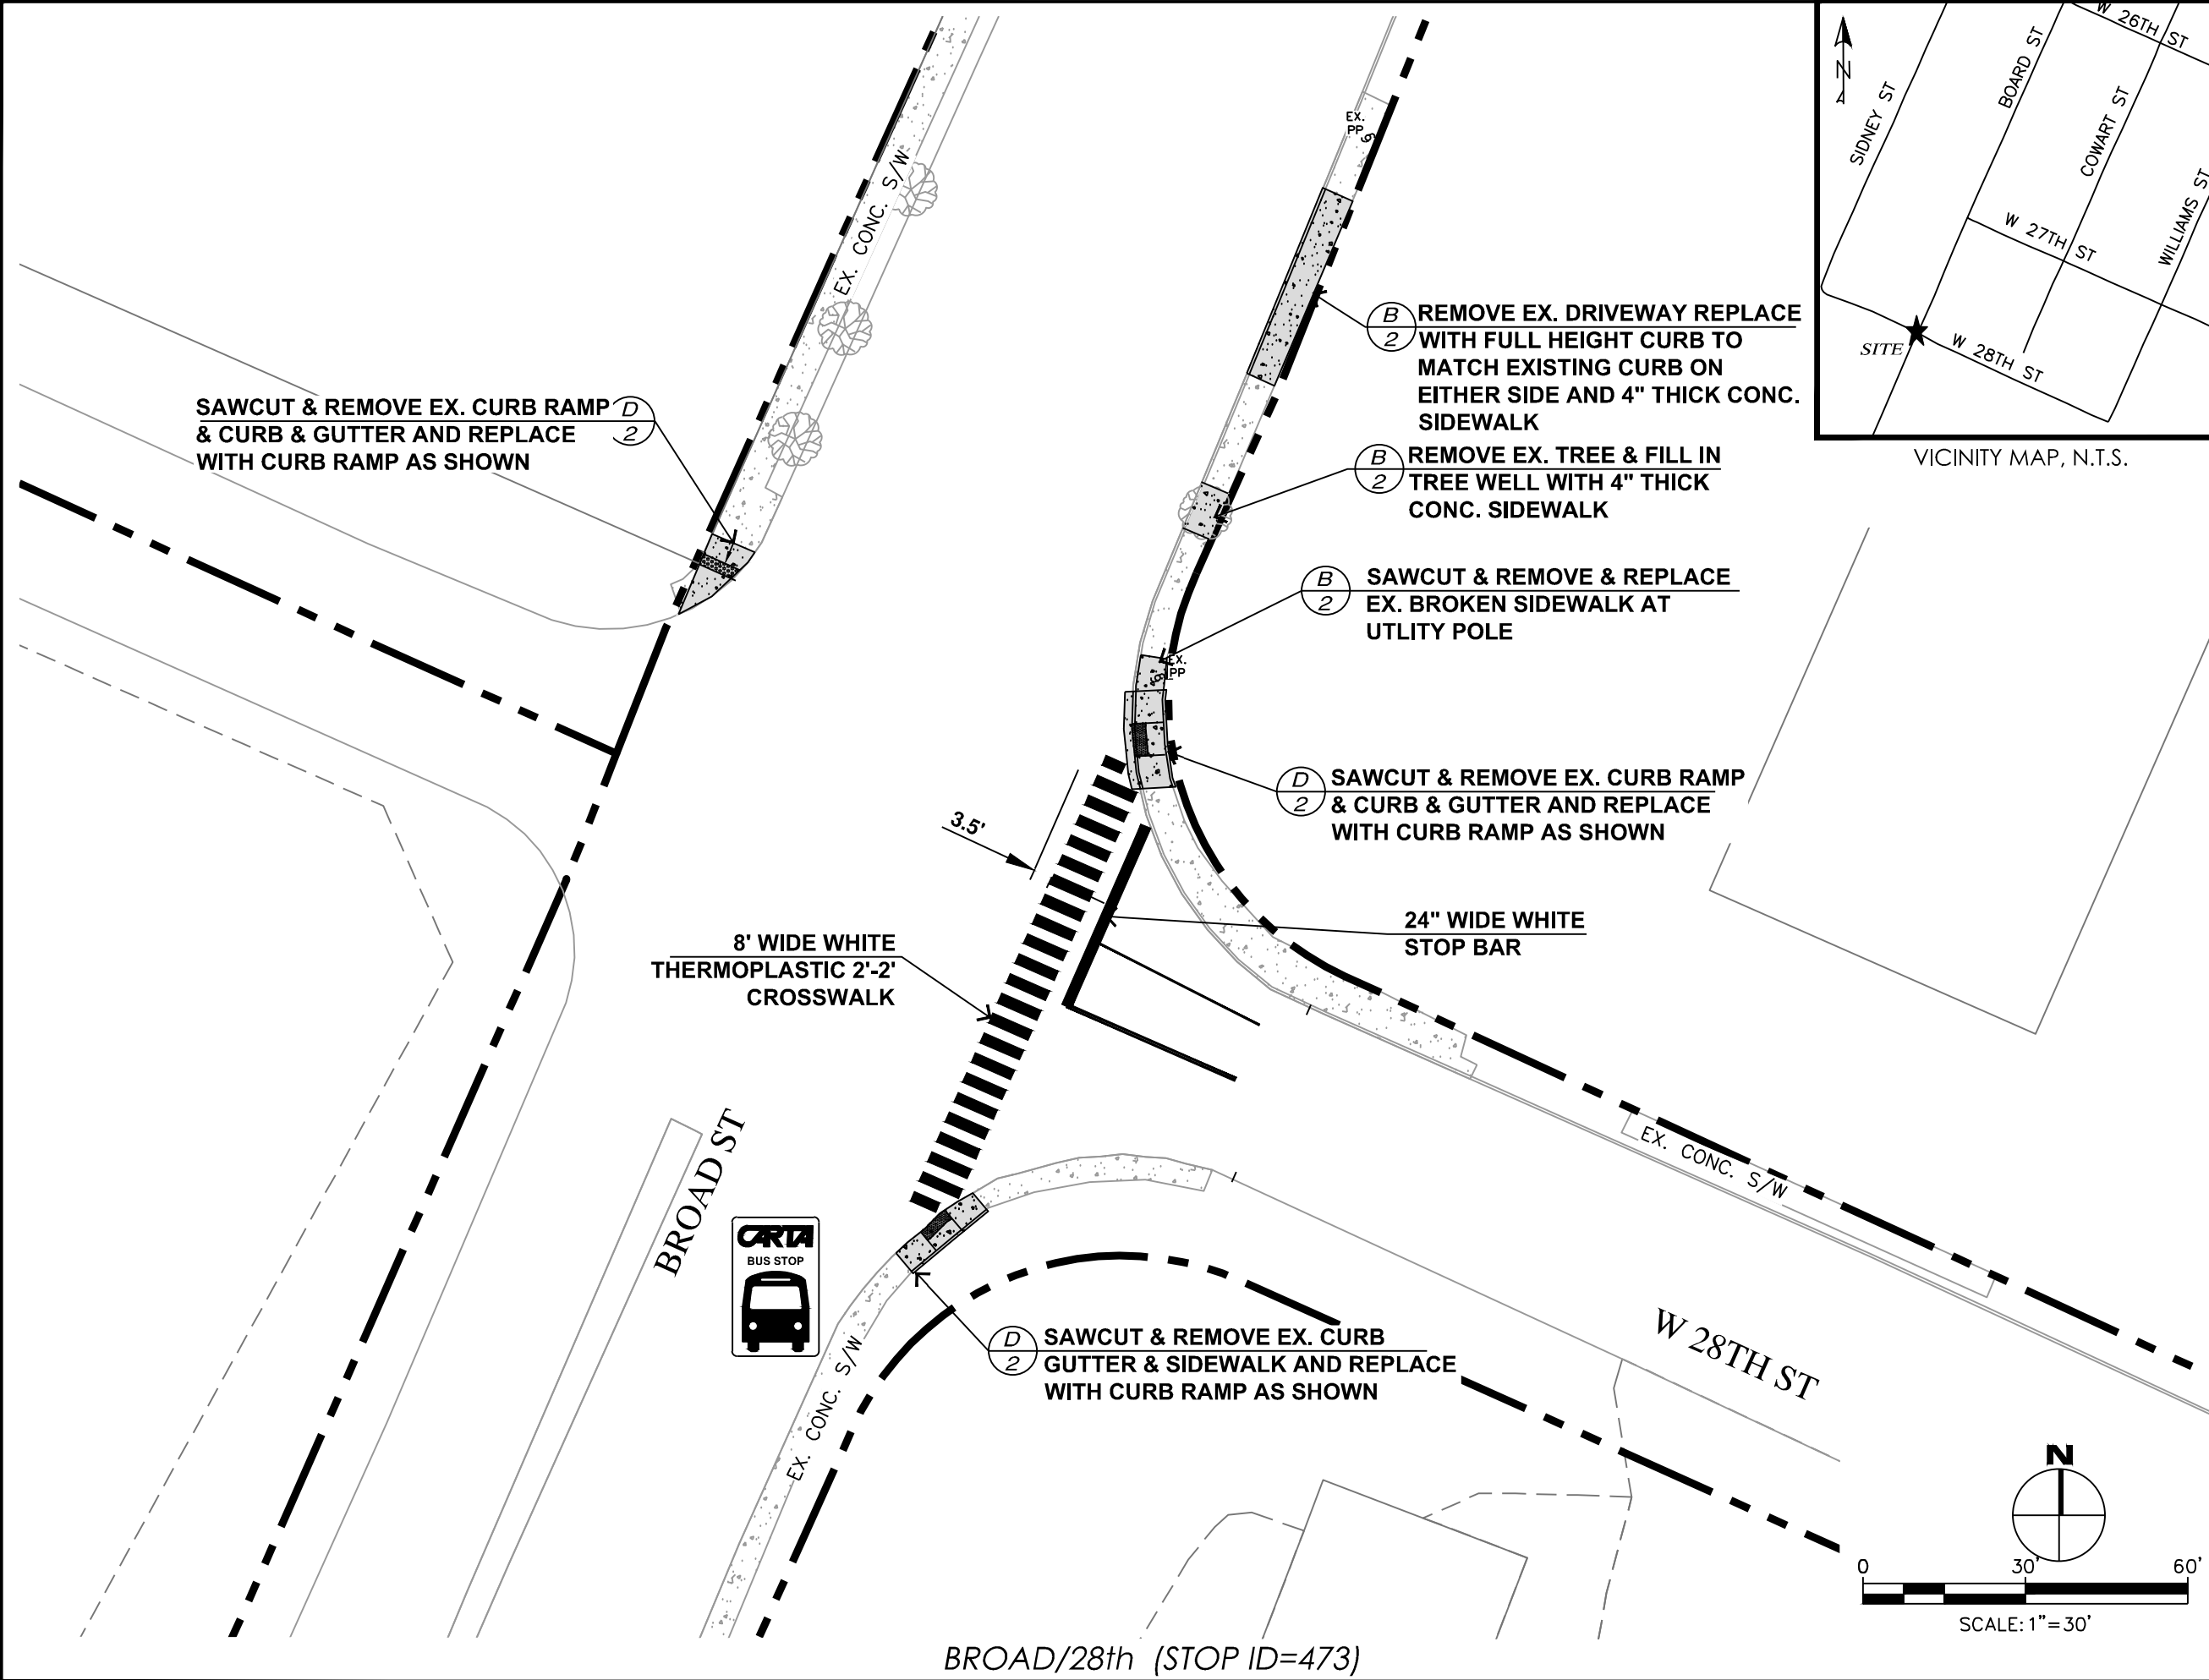 W 26TH ST
N
SIDNEY ST
BOARD ST
COWART ST
WILLIAMS ST
W 27TH ST
W 28TH ST
SITE
VICINITY MAP, N.T.S.
EX. CONC. S/W
EX.
PP
B
2
REMOVE EX. DRIVEWAY REPLACE
WITH FULL HEIGHT CURB TO
MATCH EXISTING CURB ON
EITHER SIDE AND 4" THICK CONC.
SIDEWALK
SAWCUT & REMOVE EX. CURB RAMP
& CURB & GUTTER AND REPLACE
WITH CURB RAMP AS SHOWN
D
2
B
2
REMOVE EX. TREE & FILL IN
TREE WELL WITH 4" THICK
CONC. SIDEWALK
B
2
SAWCUT & REMOVE & REPLACE
EX. BROKEN SIDEWALK AT
UTLITY POLE
EX.
PP
D
2
SAWCUT & REMOVE EX. CURB RAMP
& CURB & GUTTER AND REPLACE
WITH CURB RAMP AS SHOWN
3.5'
24" WIDE WHITE
STOP BAR
8' WIDE WHITE
THERMOPLASTIC 2'-2'
CROSSWALK
EX. CONC. S/W
BROAD ST
CARTA
BUS STOP
D
2
SAWCUT & REMOVE EX. CURB
GUTTER & SIDEWALK AND REPLACE
WITH CURB RAMP AS SHOWN
W 28TH ST
EX. CONC. S/W
N
0 30' 60'
SCALE: 1"=30'
BROAD/28th (STOP ID=473)